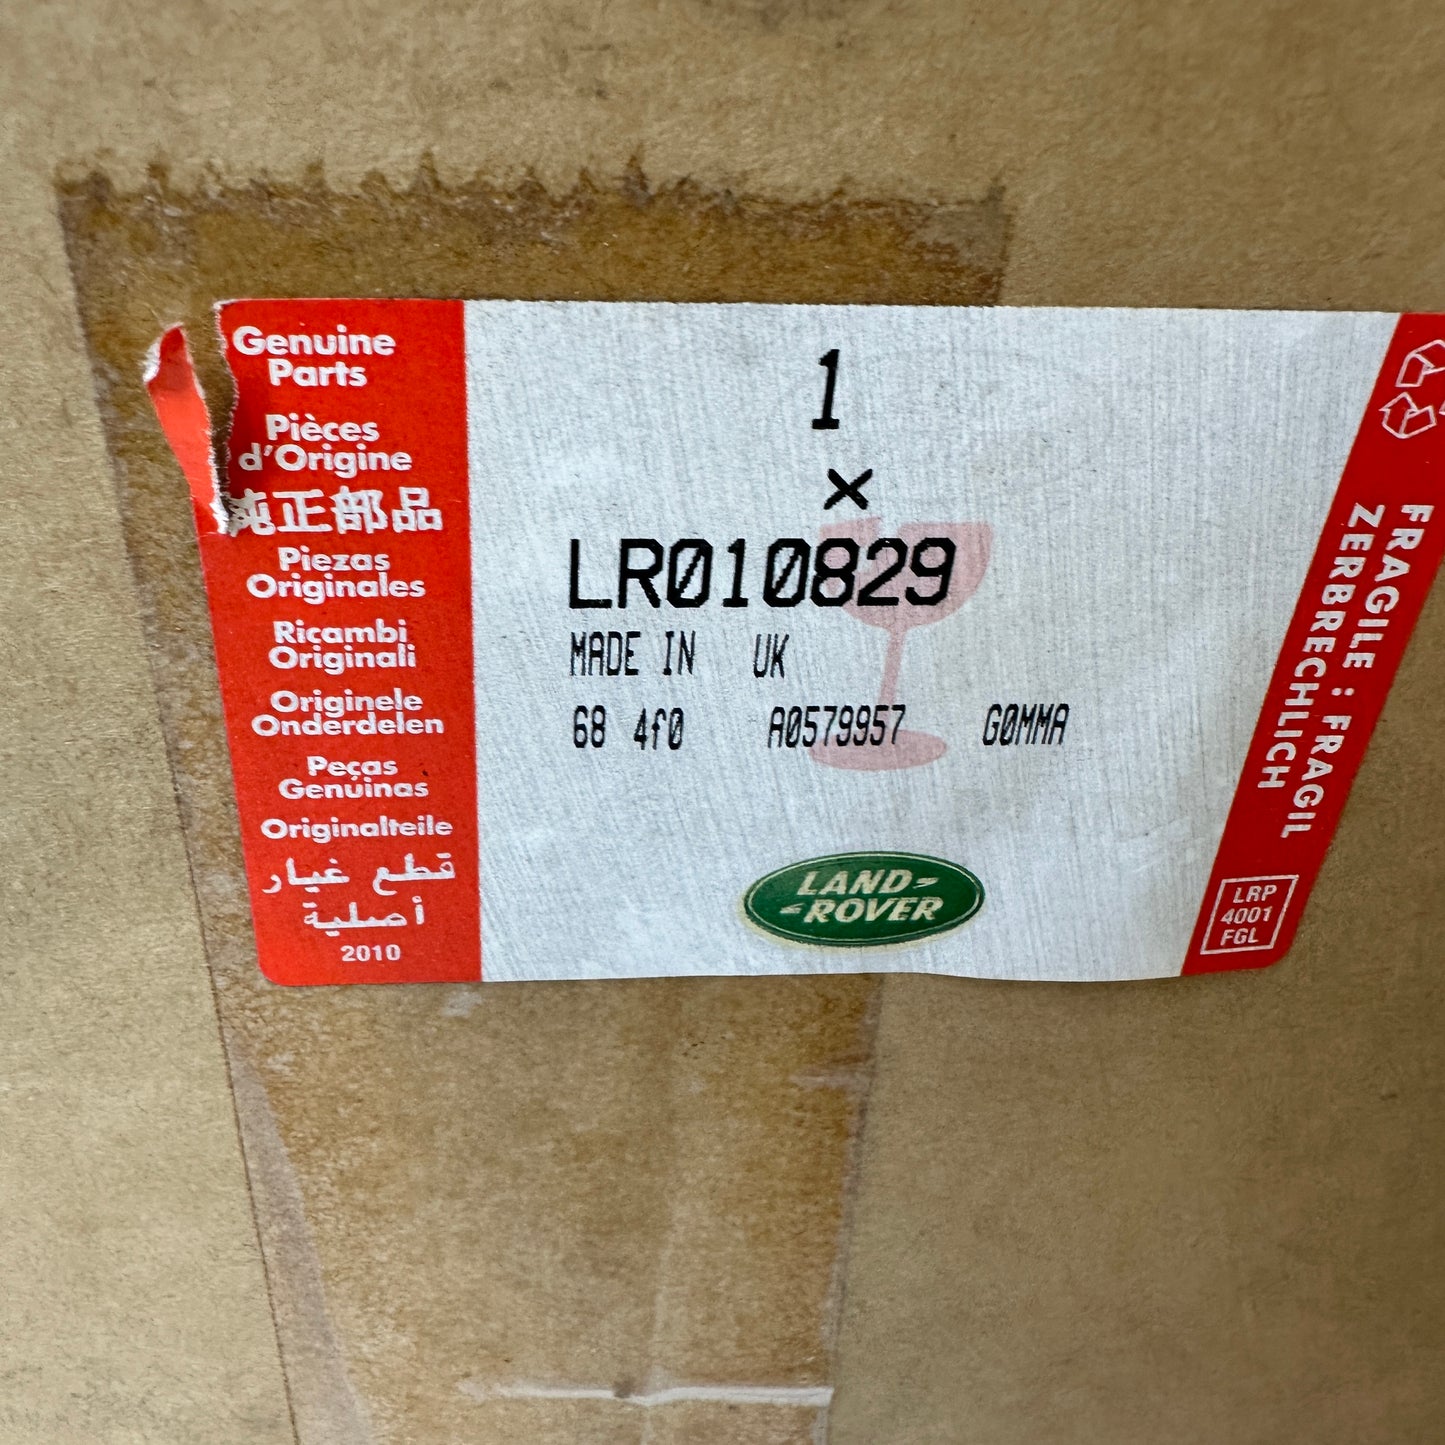 Genuine
Parts
Pièces
d'Origine
純正部品
Piezas
Originales
Ricambi
Originali
Originele
Onderdelen
Peças
Genuinas
Originalteile
قطع غيار
أصلية
2010
1
×
LR010829
MADE IN UK
68 4f0 A0579957 G0MMA
LAND-
-ROVER
FRAGILE : FRAGIL
ZERBRECHLICH
LRP
4001
FGL